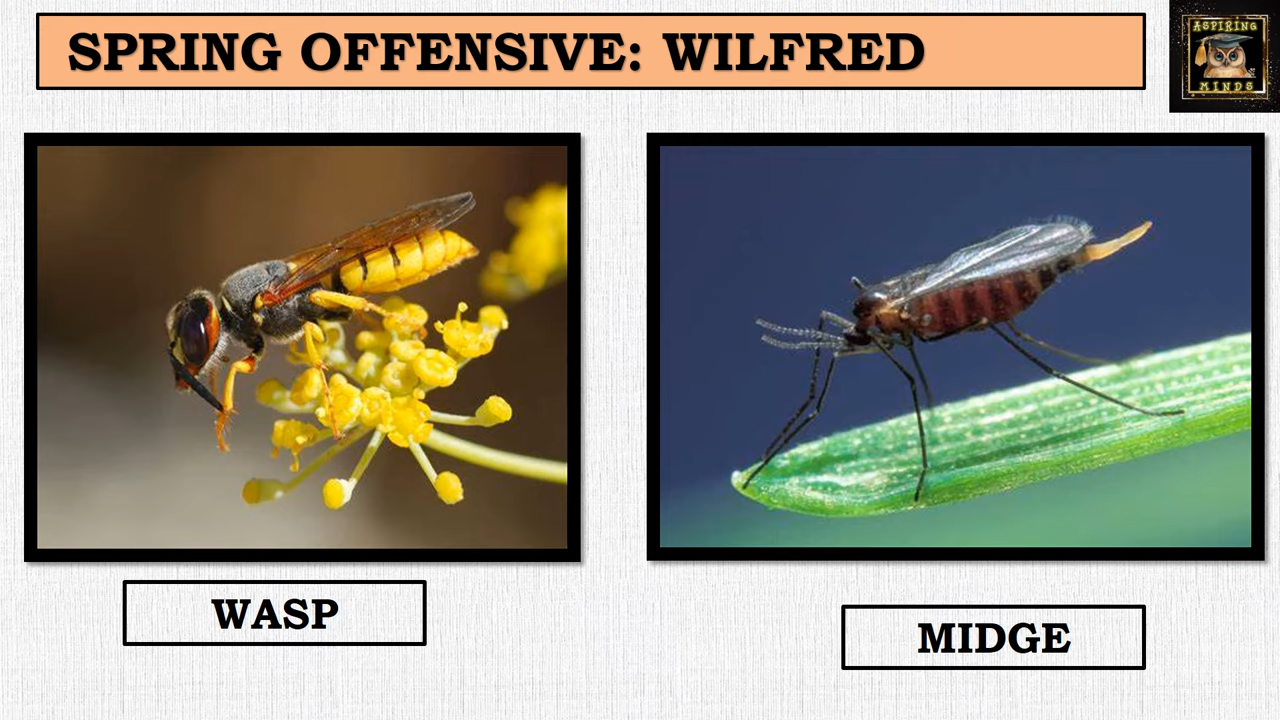 SPRING OFFENSIVE: WILFRED
ASPIRING
MINDS
WASP
MIDGE